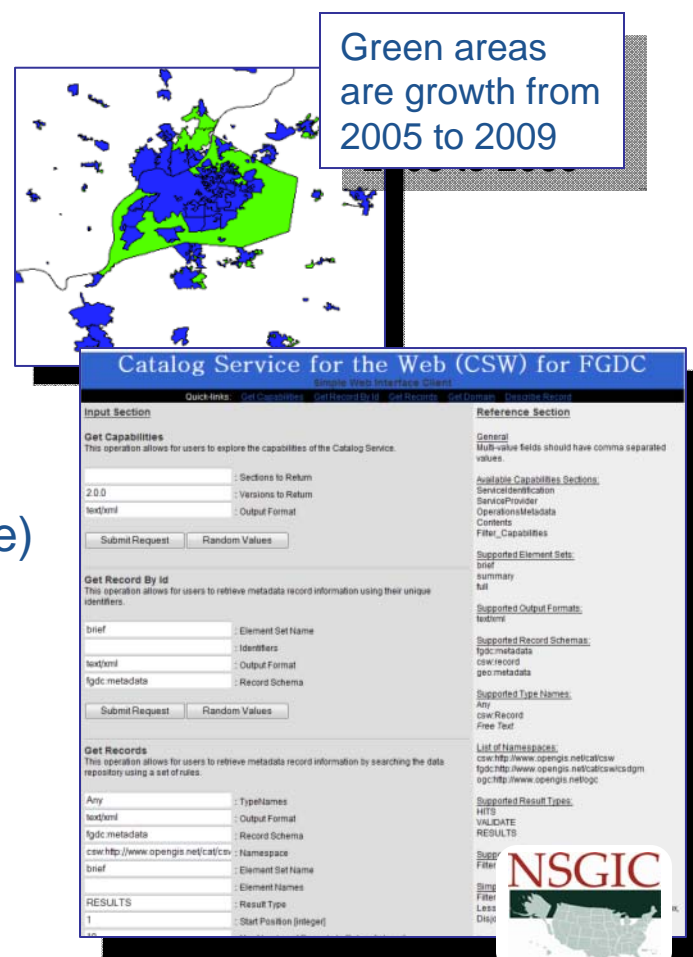 Green areas
are growth from
2005 to 2009
e)
Catalog Service for the Web (CSW) for FGDC
Simple Web Interface Client
Quick-links: Get Capabilities Get Record By Id Get Records Get Domain Describe Record
Input Section
Get Capabilities
This operation allows for users to explore the capabilities of the Catalog Service.
: Sections to Return
2.0.0 : Versions to Return
text/xml : Output Format
Submit Request Random Values
Get Record By Id
This operation allows for users to retrieve metadata record information using their unique
identifiers.
brief : Element Set Name
: Identifiers
text/xml : Output Format
fgdc:metadata : Record Schema
Submit Request Random Values
Get Records
This operation allows for users to retrieve metadata record information by searching the data
repository using a set of rules.
Any : TypeNames
text/xml : Output Format
fgdc:metadata : Record Schema
csw:http://www.opengis.net/cat/csw : Namespace
brief : Element Set Name
: Element Names
RESULTS : Result Type
1 : Start Position [integer]
Reference Section
General
Multi-value fields should have comma separated
values.
Available Capabilities Sections:
ServiceIdentification
ServiceProvider
OperationsMetadata
Contents
Filter_Capabilities
Supported Element Sets:
brief
summary
full
Supported Output Formats:
text/xml
Supported Record Schemas:
fgdc:metadata
csw:record
geo:metadata
Supported Type Names:
Any
csw:Record
Free Text
List of Namespaces:
csw:http://www.opengis.net/cat/csw
fgdc:http://www.opengis.net/cat/csw/csdgm
ogc:http://www.opengis.net/ogc
Supported Result Types:
HITS
VALIDATE
RESULTS
NSGIC